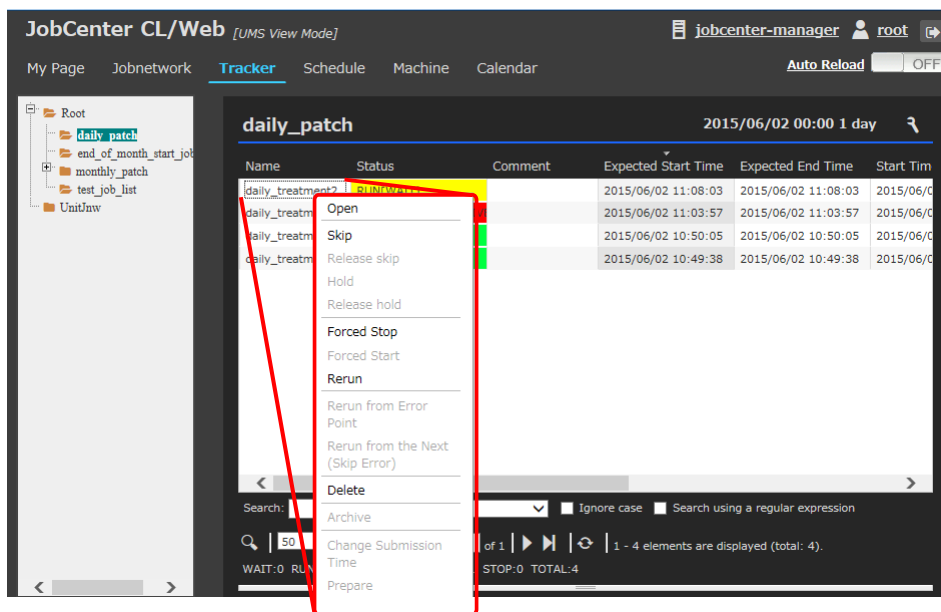 JobCenter CL/Web [UMS View Mode]
jobcenter-manager root
My Page Jobnetwork Tracker Schedule Machine Calendar
Auto Reload OFF
Root
daily_patch
end_of_month_start_job
monthly_patch
test_job_list
UnitJnw
daily_patch 2015/06/02 00:00 1 day
Name Status Comment Expected Start Time Expected End Time Start Tim
daily_treatment2 2015/06/02 11:08:03 2015/06/02 11:08:03 2015/06/0
daily_treatm 2015/06/02 11:03:57 2015/06/02 11:03:57 2015/06/0
daily_treatm 2015/06/02 10:50:05 2015/06/02 10:50:05 2015/06/0
daily_treatm 2015/06/02 10:49:38 2015/06/02 10:49:38 2015/06/0
Open
Skip
Release skip
Hold
Release hold
Forced Stop
Forced Start
Rerun
Rerun from Error
Point
Rerun from the Next
(Skip Error)
Delete
Archive
Change Submission
Time
Prepare
Search: Ignore case Search using a regular expression
50 of 1 1 - 4 elements are displayed (total: 4).
WAIT:0 RUN STOP:0 TOTAL:4